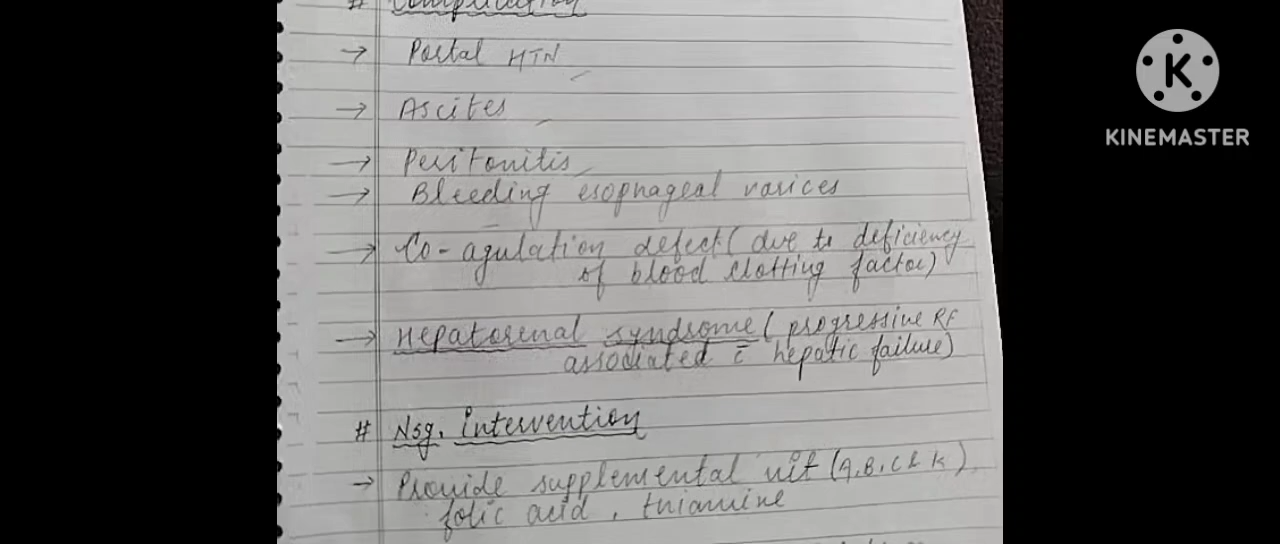 # Complication
→ Portal HTN
→ Ascites
→ Peritonitis
→ Bleeding esophageal varices
→ Co-agulation defect (due to deficiency
of blood clotting factor)
→ Hepatorenal syndrome (progressive RF
associated c̄ hepatic failure)
# Nsg. Intervention
→ Provide supplemental vit (A, B, C & K)
folic acid, thiamine
K
KINEMASTER